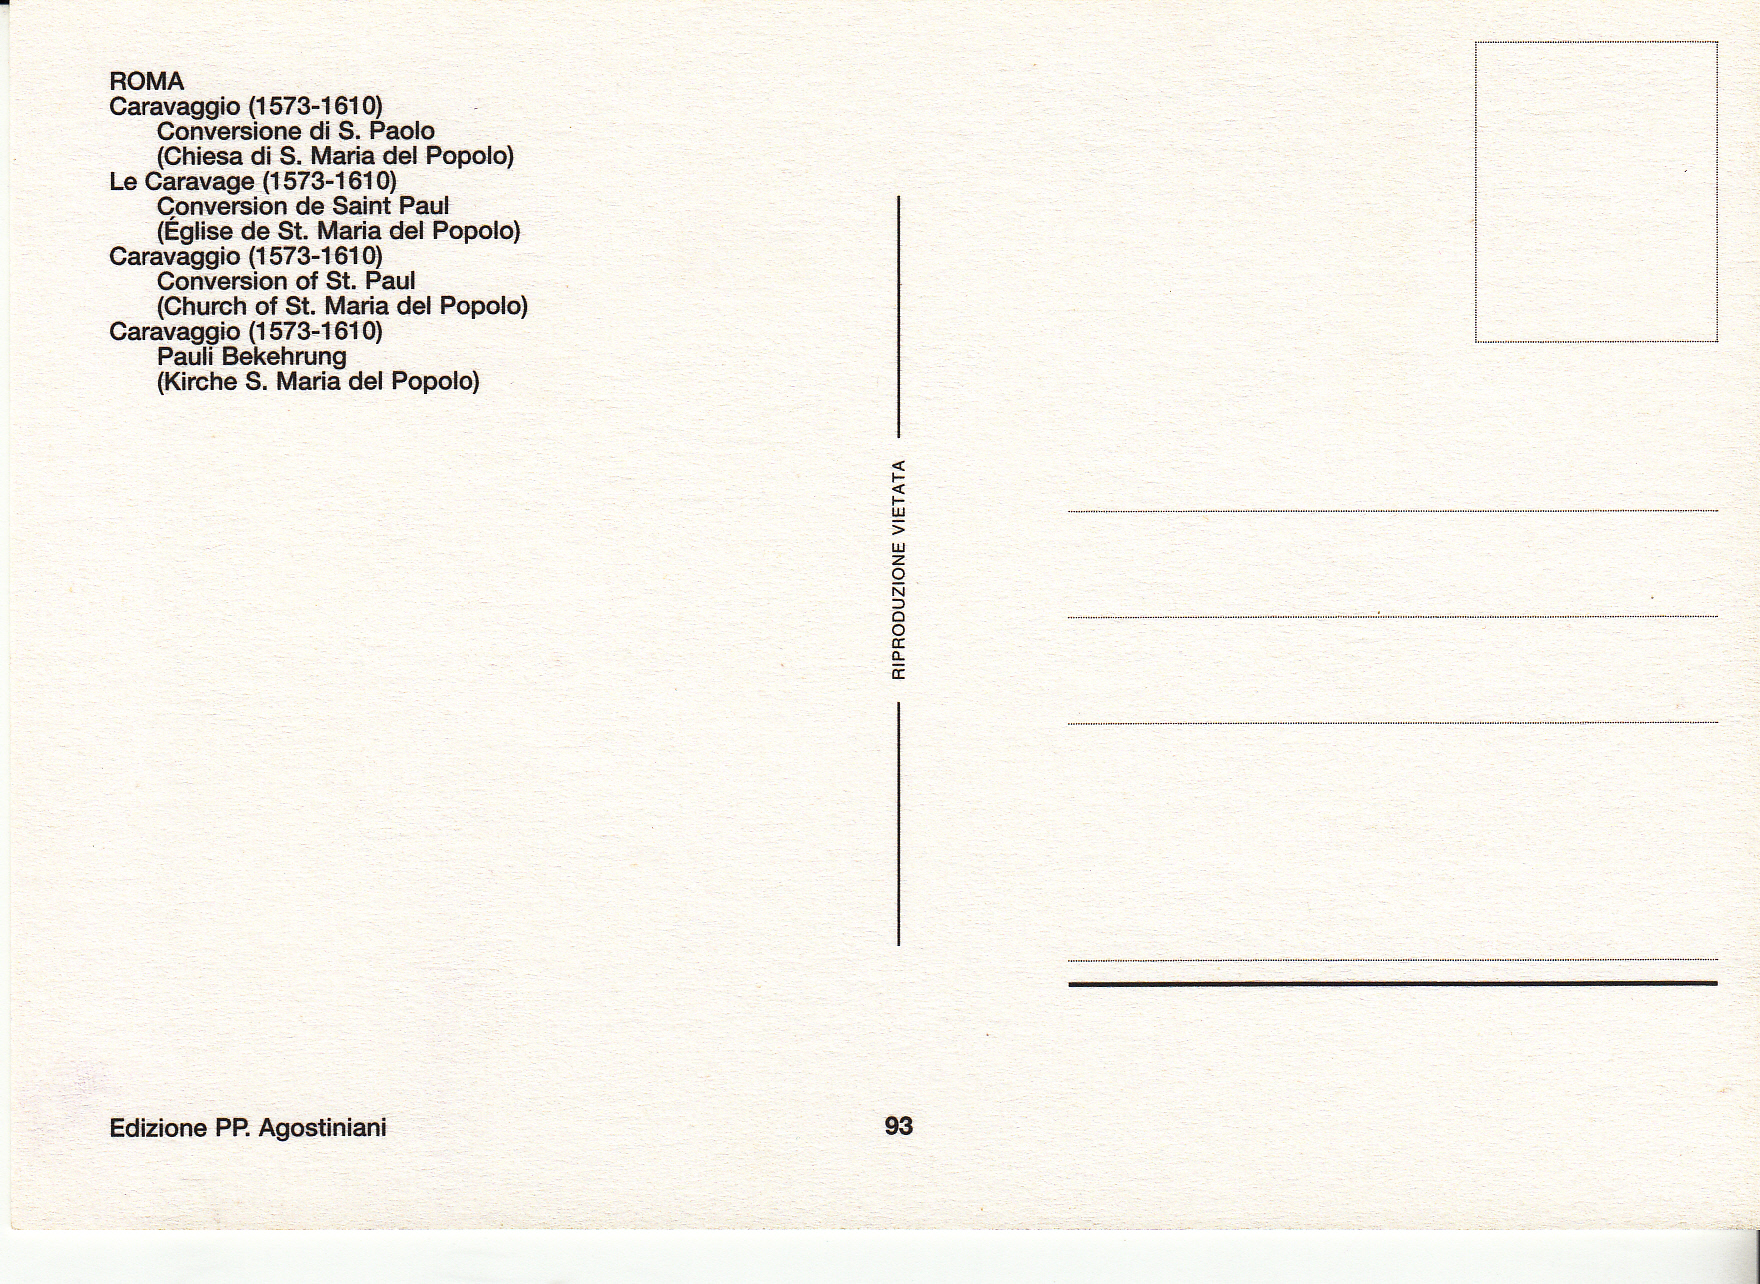 ROMA
Caravaggio (1573-1610)
Conversione di S. Paolo
(Chiesa di S. Maria del Popolo)
Le Caravage (1573-1610)
Conversion de Saint Paul
(Église de St. Maria del Popolo)
Caravaggio (1573-1610)
Conversion of St. Paul
(Church of St. Maria del Popolo)
Caravaggio (1573-1610)
Pauli Bekehrung
(Kirche S. Maria del Popolo)
RIPRODUZIONE VIETATA
Edizione PP. Agostiniani
93